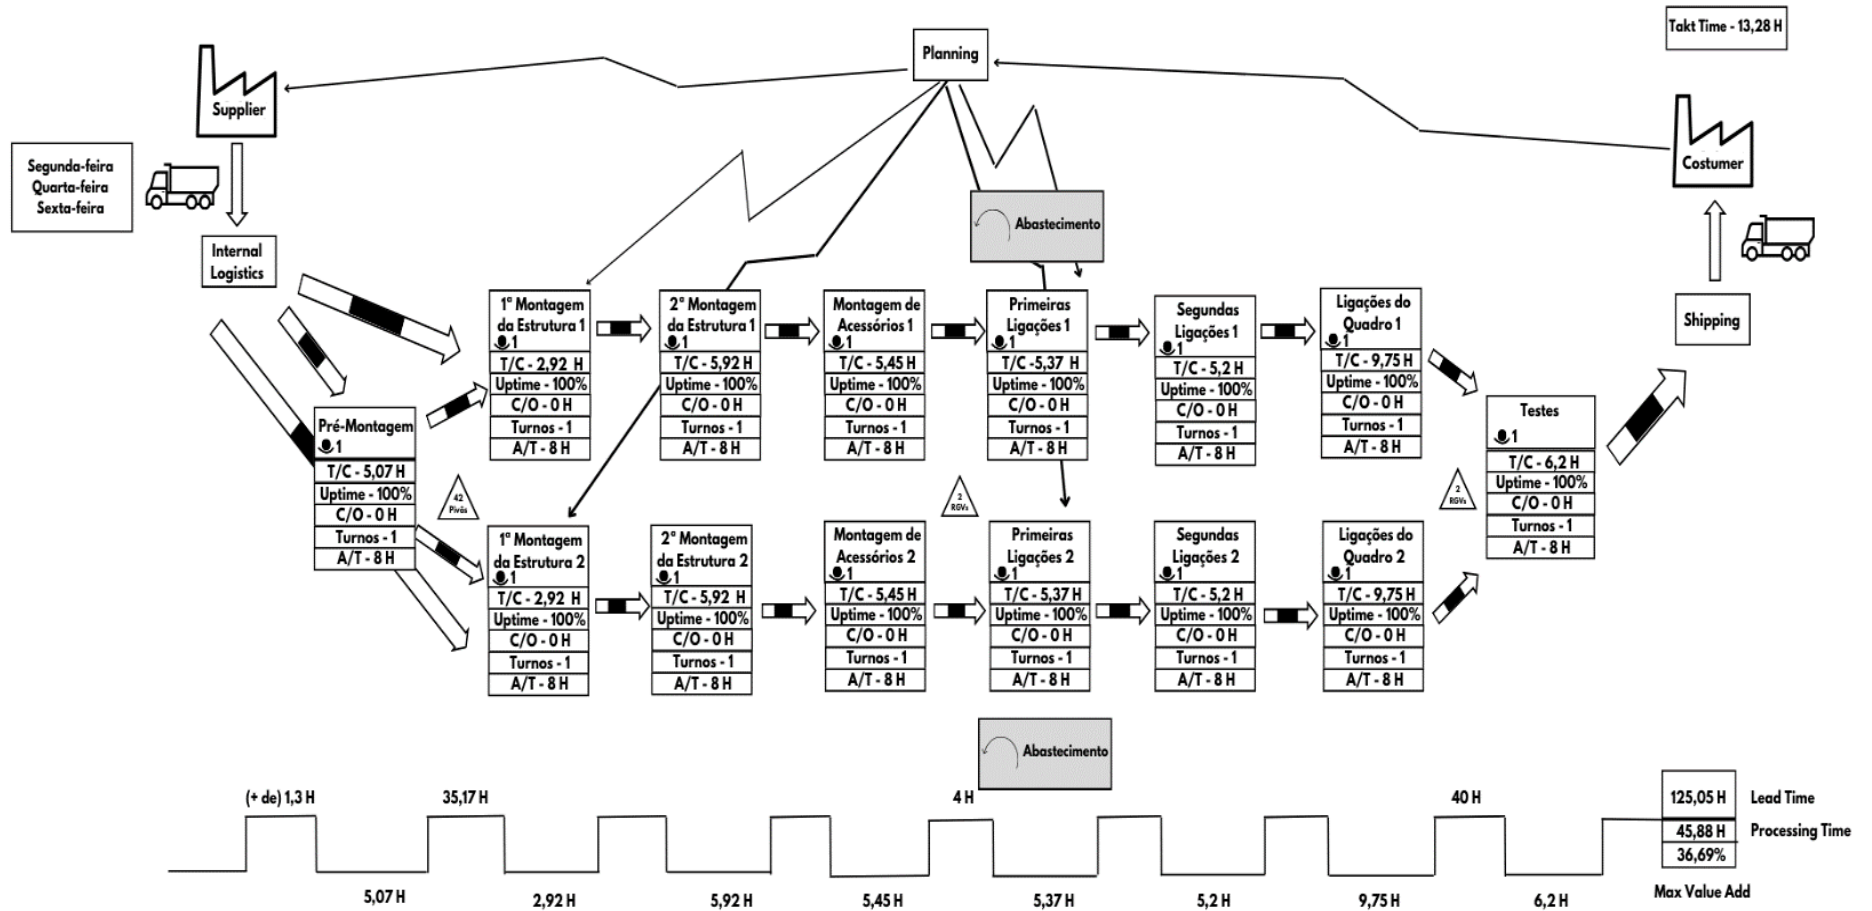 Takt Time - 13,28 H
Planning
Supplier
Costumer
Segunda-feira
Quarta-feira
Sexta-feira
Internal
Logistics
Abastecimento
Shipping
1ª Montagem
da Estrutura 1
1
T/C - 2,92 H
Uptime - 100%
C/O - 0 H
Turnos - 1
A/T - 8 H
2ª Montagem
da Estrutura 1
1
T/C - 5,92 H
Uptime - 100%
C/O - 0 H
Turnos - 1
A/T - 8 H
Montagem de
Acessórios 1
1
T/C - 5,45 H
Uptime - 100%
C/O - 0 H
Turnos - 1
A/T - 8 H
Primeiras
Ligações 1
1
T/C -5,37 H
Uptime - 100%
C/O - 0 H
Turnos - 1
A/T - 8 H
Segundas
Ligações 1
1
T/C - 5,2 H
Uptime - 100%
C/O - 0 H
Turnos - 1
A/T - 8 H
Ligações do
Quadro 1
1
T/C - 9,75 H
Uptime - 100%
C/O - 0 H
Turnos - 1
A/T - 8 H
Pré-Montagem
1
T/C - 5,07 H
Uptime - 100%
C/O - 0 H
Turnos - 1
A/T - 8 H
42
Pivôs
2
RGVs
2
RGVs
Testes
1
T/C - 6,2 H
Uptime - 100%
C/O - 0 H
Turnos - 1
A/T - 8 H
1ª Montagem
da Estrutura 2
1
T/C - 2,92 H
Uptime - 100%
C/O - 0 H
Turnos - 1
A/T - 8 H
2ª Montagem
da Estrutura 2
1
T/C - 5,92 H
Uptime - 100%
C/O - 0 H
Turnos - 1
A/T - 8 H
Montagem de
Acessórios 2
1
T/C - 5,45 H
Uptime - 100%
C/O - 0 H
Turnos - 1
A/T - 8 H
Primeiras
Ligações 2
1
T/C - 5,37 H
Uptime - 100%
C/O - 0 H
Turnos - 1
A/T - 8 H
Segundas
Ligações 2
1
T/C - 5,2 H
Uptime - 100%
C/O - 0 H
Turnos - 1
A/T - 8 H
Ligações do
Quadro 2
1
T/C - 9,75 H
Uptime - 100%
C/O - 0 H
Turnos - 1
A/T - 8 H
Abastecimento
(+ de) 1,3 H
35,17 H
4 H
40 H
125,05 H Lead Time
45,88 H Processing Time
36,69%
Max Value Add
5,07 H
2,92 H
5,92 H
5,45 H
5,37 H
5,2 H
9,75 H
6,2 H